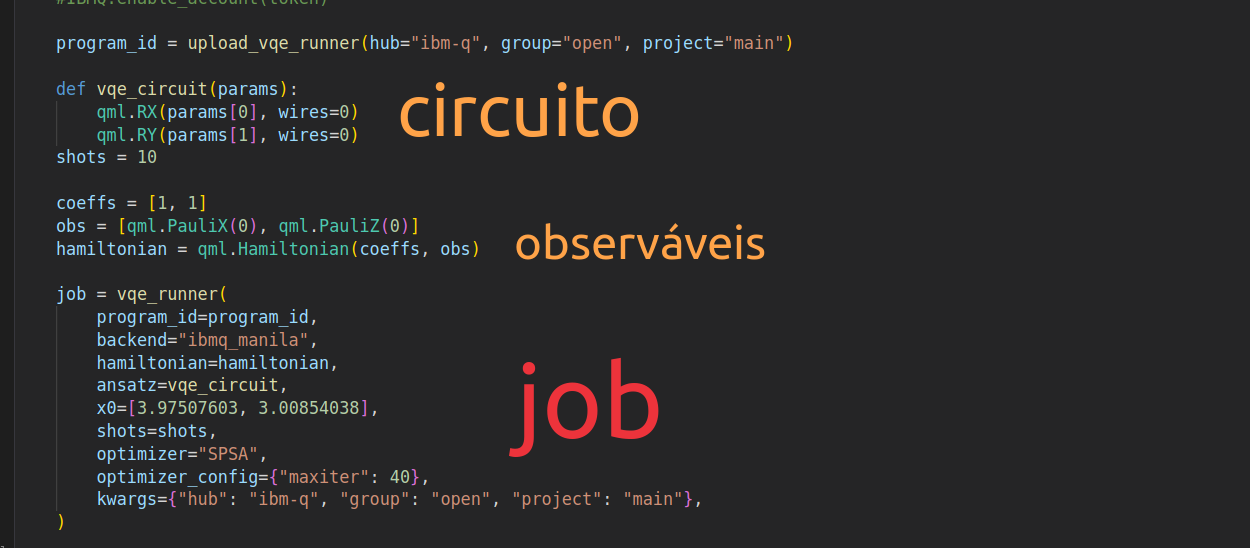 #IBMQ.enable_account(token)
program_id = upload_vqe_runner(hub="ibm-q", group="open", project="main")
def vqe_circuit(params):
    qml.RX(params[0], wires=0)
    qml.RY(params[1], wires=0)
circuito
shots = 10
coeffs = [1, 1]
obs = [qml.PauliX(0), qml.PauliZ(0)]
hamiltonian = qml.Hamiltonian(coeffs, obs)
observáveis
job = vqe_runner(
    program_id=program_id,
    backend="ibmq_manila",
    hamiltonian=hamiltonian,
    ansatz=vqe_circuit,
    x0=[3.97507603, 3.00854038],
    shots=shots,
    optimizer="SPSA",
    optimizer_config={"maxiter": 40},
    kwargs={"hub": "ibm-q", "group": "open", "project": "main"},
)
job